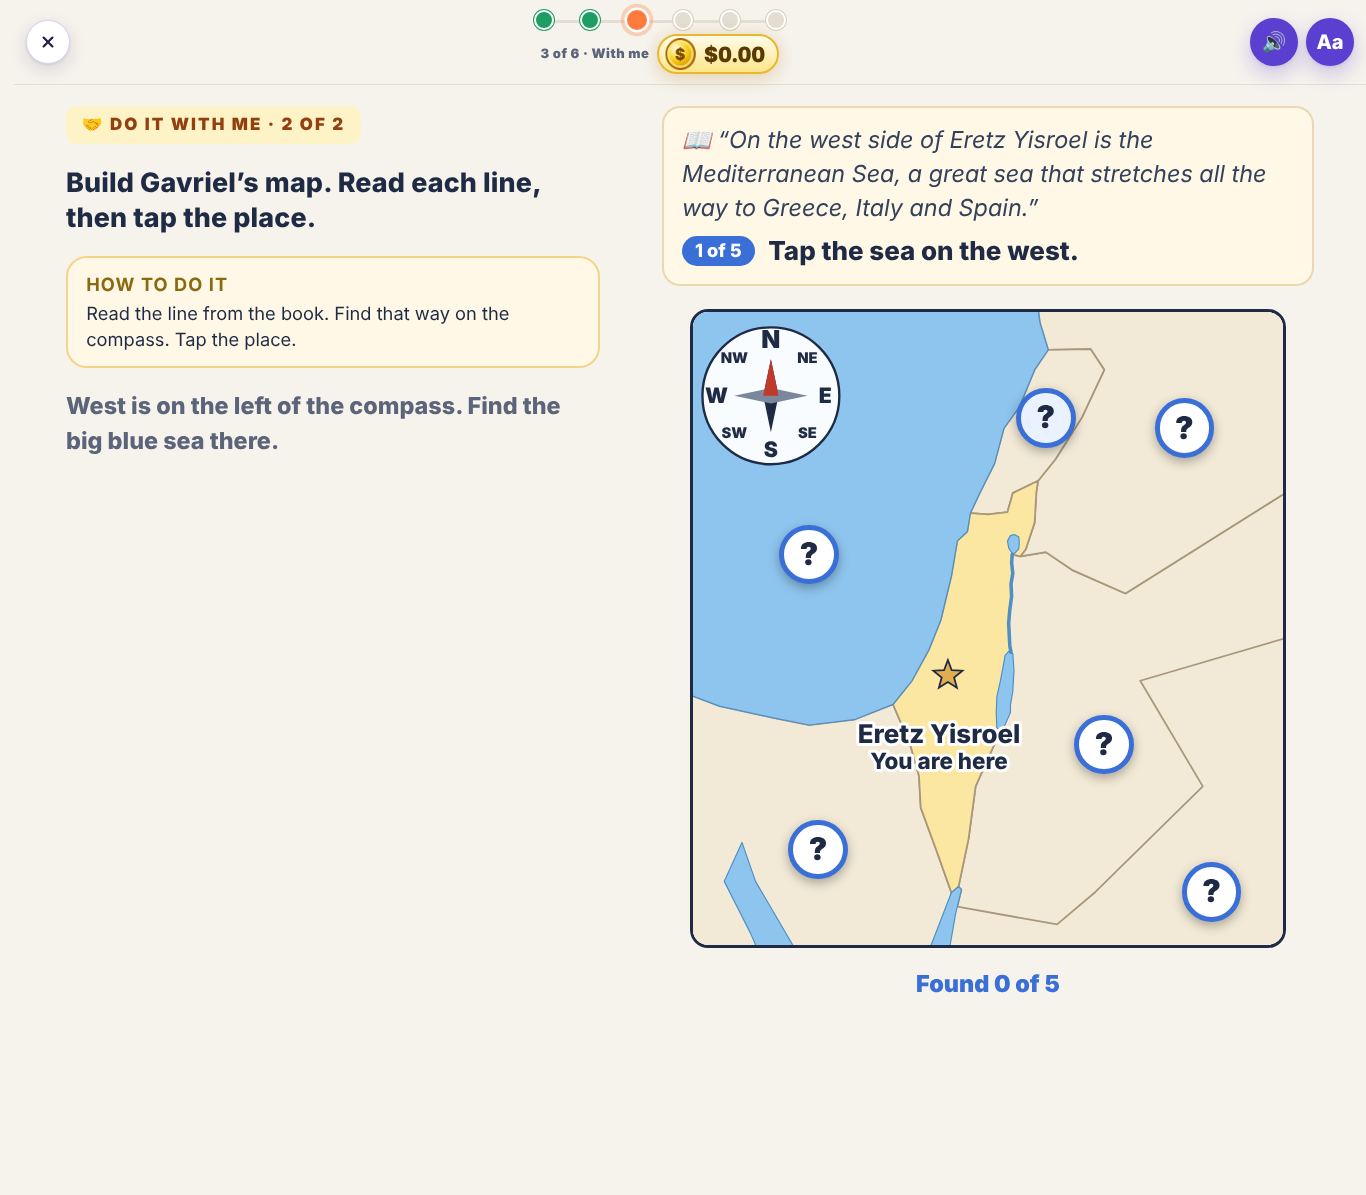 ✕
3 of 6 · With me
$ $0.00
🔊
Aa
🤝 DO IT WITH ME · 2 OF 2
Build Gavriel’s map. Read each line,
then tap the place.
HOW TO DO IT
Read the line from the book. Find that way on the
compass. Tap the place.
West is on the left of the compass. Find the
big blue sea there.
📖 “On the west side of Eretz Yisroel is the
Mediterranean Sea, a great sea that stretches all the
way to Greece, Italy and Spain.”
1 of 5 Tap the sea on the west.
N
NW NE
W E
SW SE
S
?
?
?
Eretz Yisroel
You are here
?
?
?
Found 0 of 5